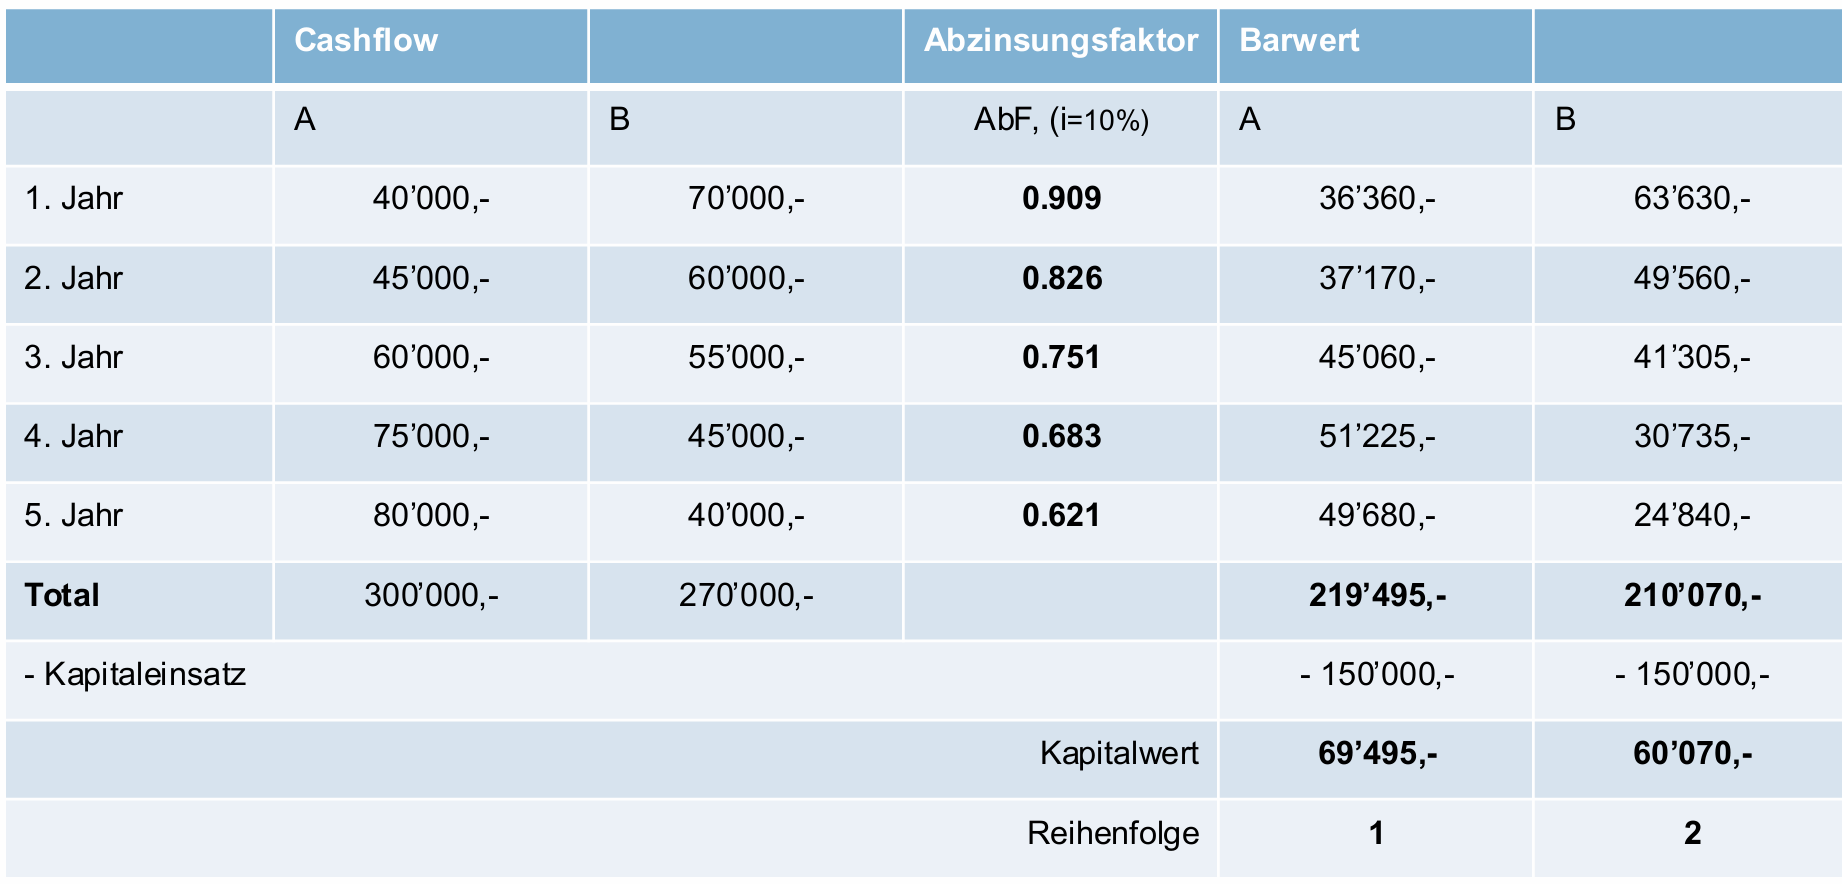 Cashflow Abzinsungsfaktor Barwert
A B AbF, (i=10%) A B
1. Jahr 40’000,- 70’000,- 0.909 36’360,- 63’630,-
2. Jahr 45’000,- 60’000,- 0.826 37’170,- 49’560,-
3. Jahr 60’000,- 55’000,- 0.751 45’060,- 41’305,-
4. Jahr 75’000,- 45’000,- 0.683 51’225,- 30’735,-
5. Jahr 80’000,- 40’000,- 0.621 49’680,- 24’840,-
Total 300’000,- 270’000,- 219’495,- 210’070,-
- Kapitaleinsatz - 150’000,- - 150’000,-
Kapitalwert 69’495,- 60’070,-
Reihenfolge 1 2